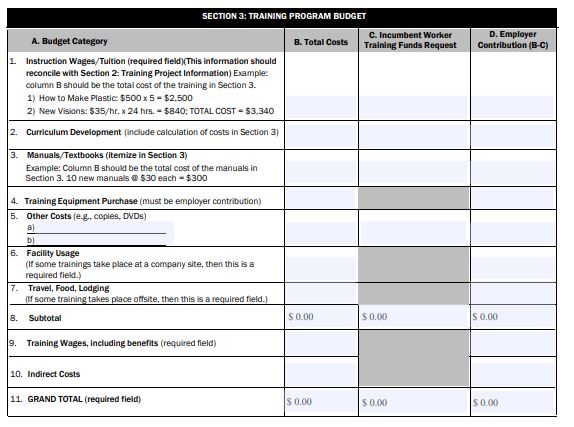 SECTION 3: TRAINING PROGRAM BUDGET
A. Budget Category
B. Total Costs
C. Incumbent Worker
Training Funds Request
D. Employer
Contribution (B-C)
1. Instruction Wages/Tuition (required field)(This information should
reconcile with Section 2: Training Project Information) Example:
column B should be the total cost of the training in Section 3.
1) How to Make Plastic: $500 x 5 = $2,500
2) New Visions: $35/hr. x 24 hrs. = $840; TOTAL COST = $3,340
2. Curriculum Development (include calculation of costs in Section 3)
3. Manuals/Textbooks (itemize in Section 3)
Example: Column B should be the total cost of the manuals in
Section 3. 10 new manuals @ $30 each = $300
4. Training Equipment Purchase (must be employer contribution)
5. Other Costs (e.g., copies, DVDs)
a)
b)
6. Facility Usage
(If some trainings take place at a company site, then this is a
required field.)
7. Travel, Food, Lodging
(If some training takes place offsite, then this is a required field.)
8. Subtotal $ 0.00 $ 0.00 $ 0.00
9. Training Wages, including benefits (required field)
10. Indirect Costs
11. GRAND TOTAL (required field) $ 0.00 $ 0.00 $ 0.00